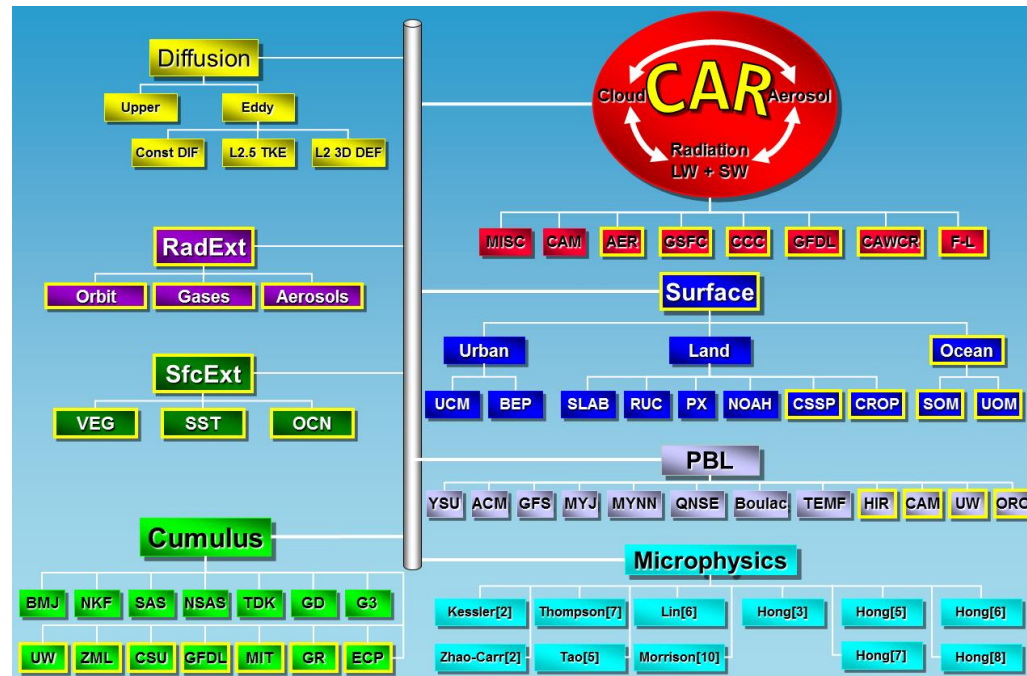 Diffusion
Upper
Eddy
Const DIF
L2.5 TKE
L2 3D DEF
RadExt
Orbit
Gases
Aerosols
SfcExt
VEG
SST
OCN
Cumulus
BMJ
NKF
SAS
NSAS
TDK
GD
G3
UW
ZML
CSU
GFDL
MIT
GR
ECP
CAR
Cloud
Aerosol
Radiation
LW + SW
MISC
CAM
AER
GSFC
CCC
GFDL
CAWCR
F-L
Surface
Urban
Land
Ocean
UCM
BEP
SLAB
RUC
PX
NOAH
CSSP
CROP
SOM
UOM
PBL
YSU
ACM
GFS
MYJ
MYNN
QNSE
Boulac
TEMF
HIR
CAM
UW
Microphysics
Kessler[2]
Thompson[7]
Lin[6]
Hong[3]
Hong[5]
Hong[6]
Zhao-Carr[2]
Tao[5]
Morrison[10]
Hong[7]
Hong[8]